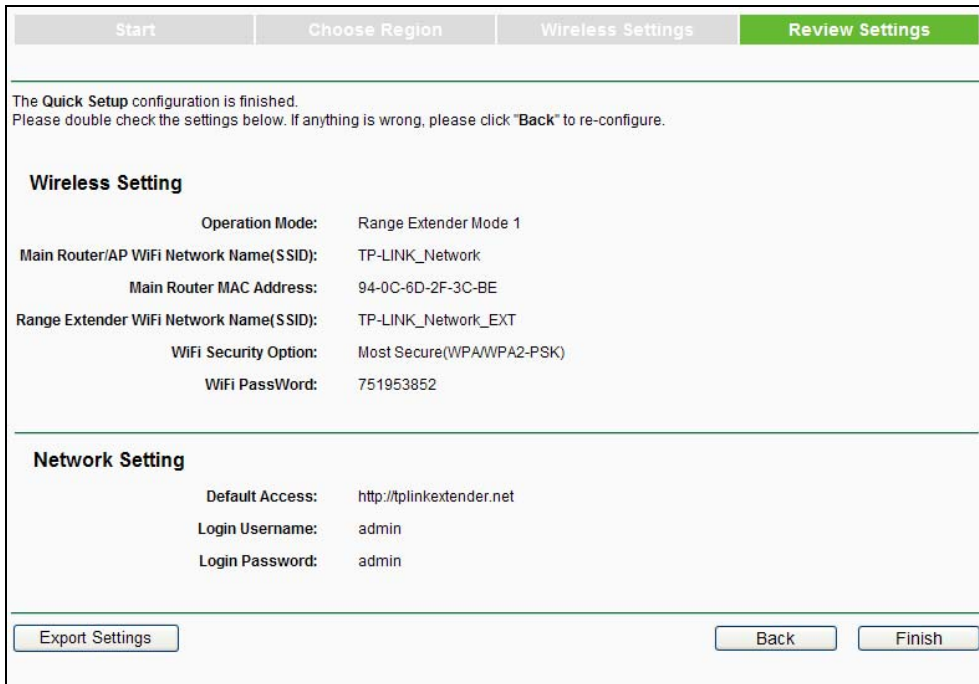 Start Choose Region Wireless Settings Review Settings
The Quick Setup configuration is finished.
Please double check the settings below. If anything is wrong, please click "Back" to re-configure.
Wireless Setting
Operation Mode: Range Extender Mode 1
Main Router/AP WiFi Network Name(SSID): TP-LINK_Network
Main Router MAC Address: 94-0C-6D-2F-3C-BE
Range Extender WiFi Network Name(SSID): TP-LINK_Network_EXT
WiFi Security Option: Most Secure(WPA/WPA2-PSK)
WiFi PassWord: 751953852
Network Setting
Default Access: http://tplinkextender.net
Login Username: admin
Login Password: admin
Export Settings Back Finish